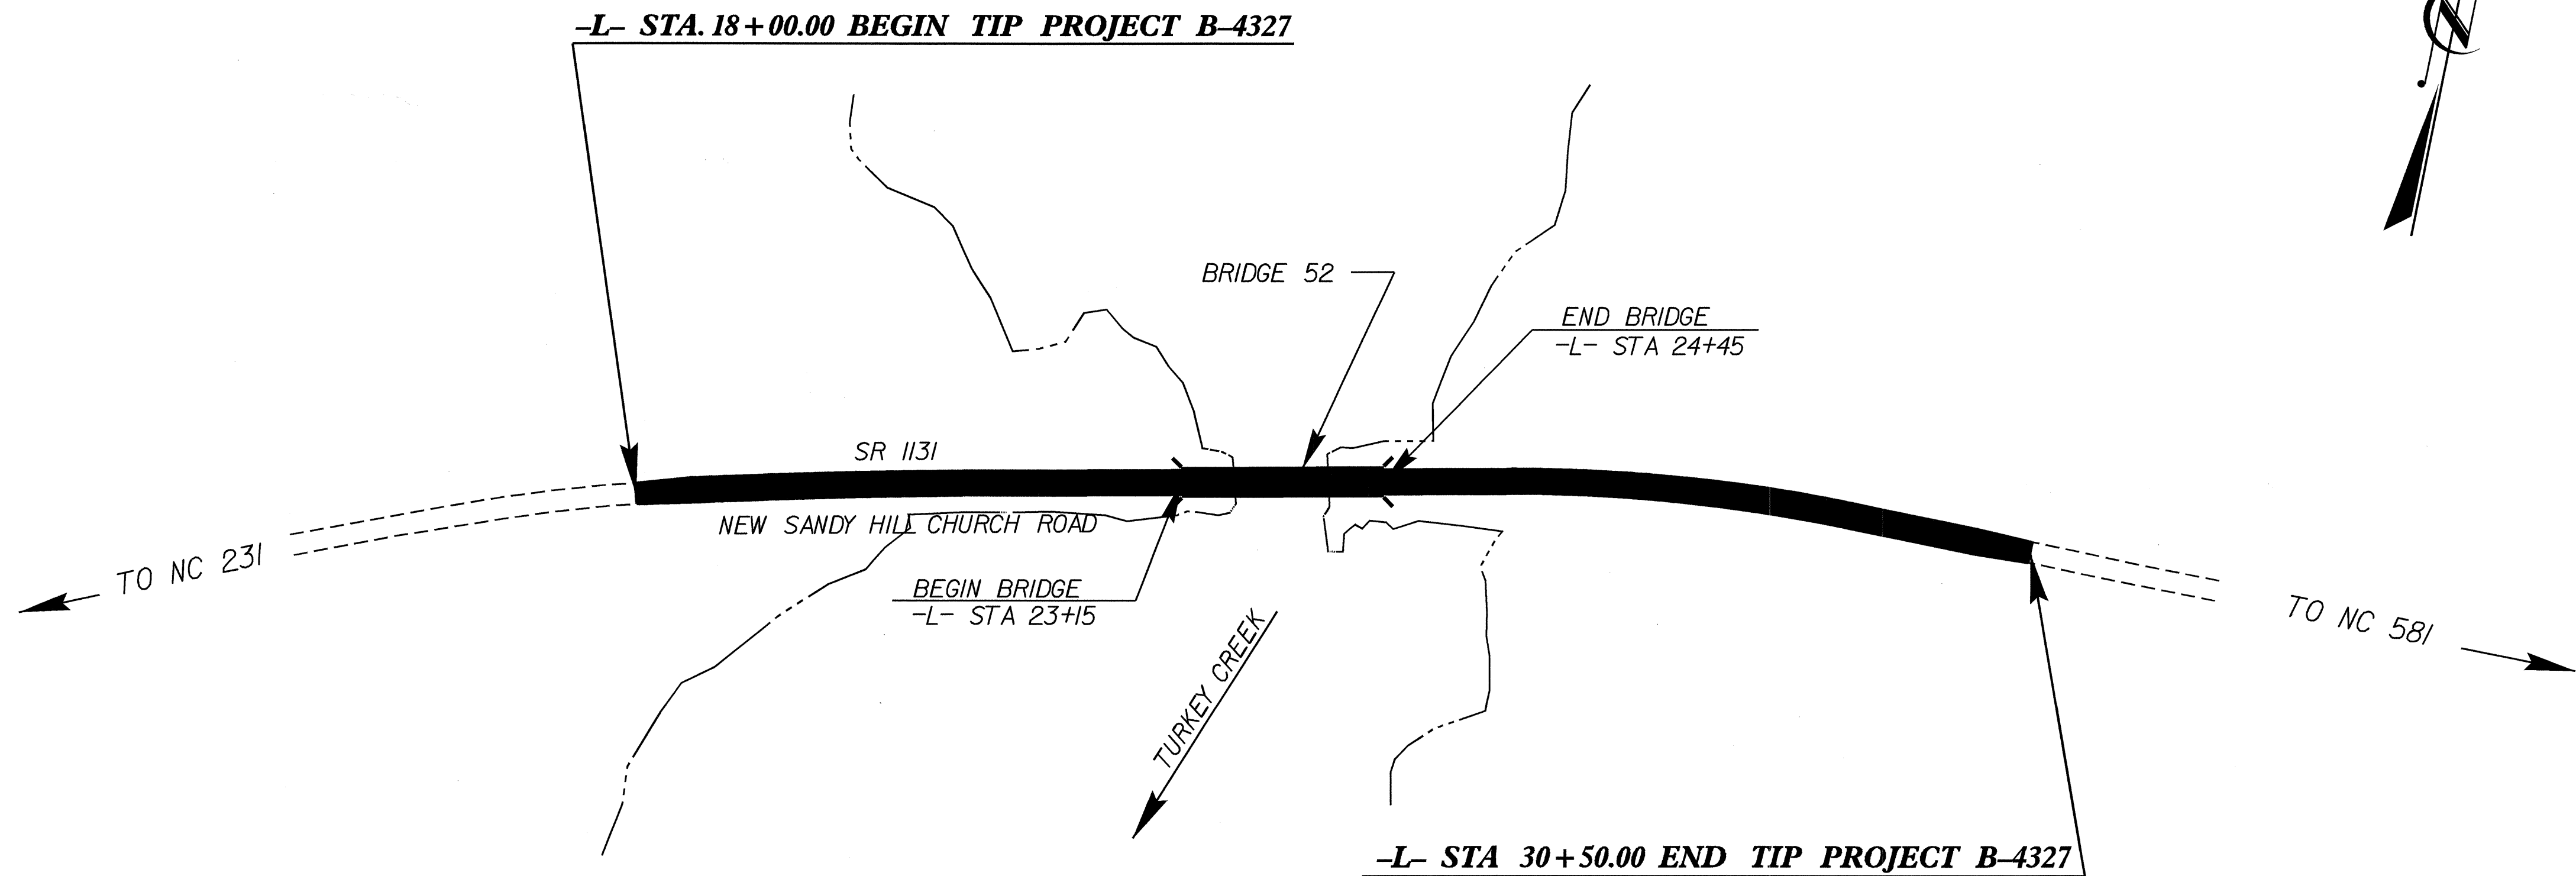 –L– STA. 18+00.00 BEGIN TIP PROJECT B–4327
N
BRIDGE 52
END BRIDGE
-L- STA 24+45
SR 1131
NEW SANDY HILL CHURCH ROAD
TO NC 231
BEGIN BRIDGE
-L- STA 23+15
TURKEY CREEK
TO NC 581
–L– STA 30+50.00 END TIP PROJECT B–4327